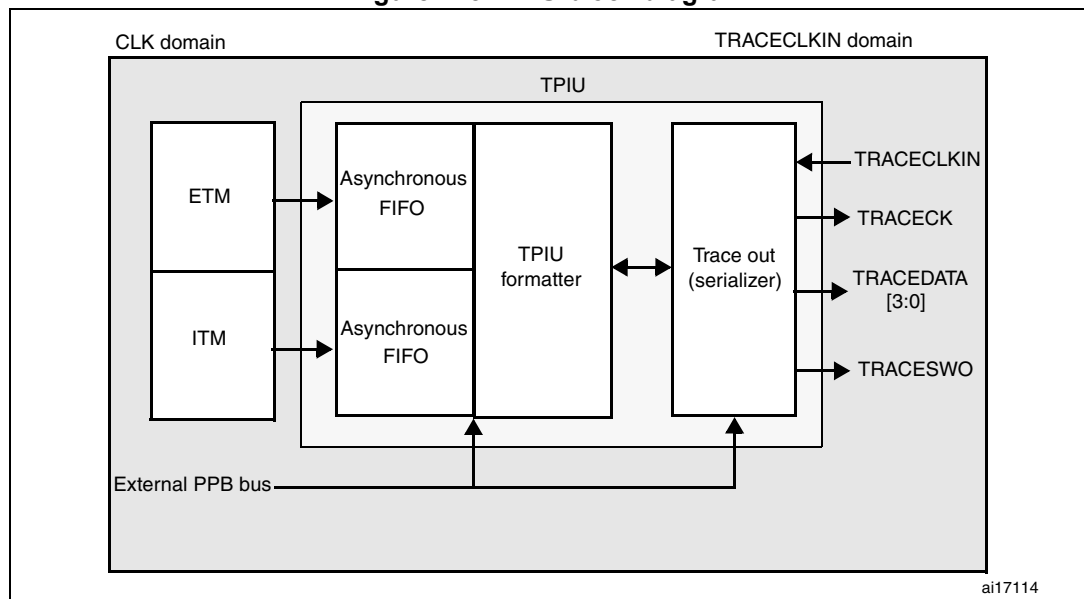 CLK domain
TRACECLKIN domain
TPIU
ETM
Asynchronous
FIFO
TPIU
formatter
Trace out
(serializer)
TRACECLKIN
TRACECK
TRACEDATA
[3:0]
ITM
Asynchronous
FIFO
TRACESWO
External PPB bus
ai17114